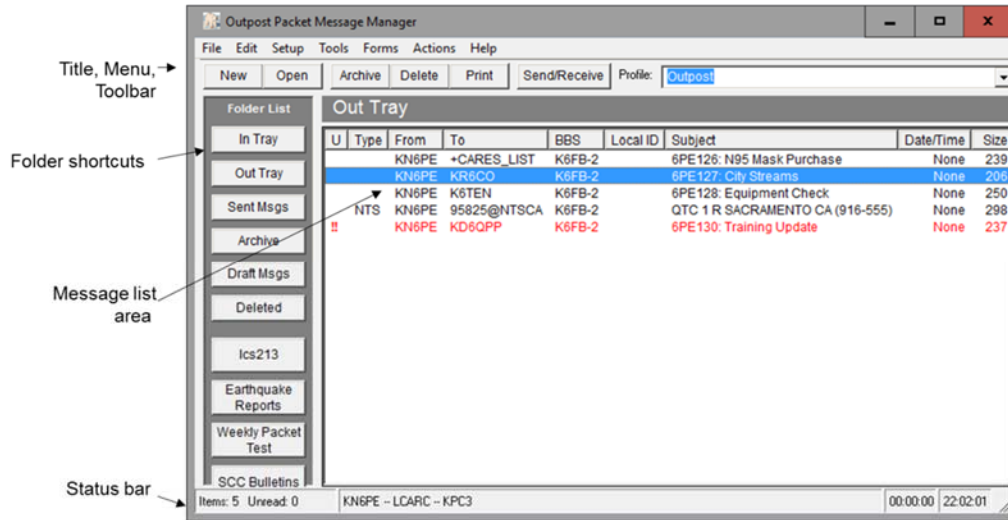 Outpost Packet Message Manager
File Edit Setup Tools Forms Actions Help
Title, Menu,
Toolbar
New Open Archive Delete Print Send/Receive Profile: Outpost
Folder List
Out Tray
Folder shortcuts
In Tray
Out Tray
Sent Msgs
Archive
Draft Msgs
Deleted
Ics213
Earthquake
Reports
Weekly Packet
Test
SCC Bulletins
U Type From To BBS Local ID Subject Date/Time Size
KN6PE +CARES_LIST K6FB-2 6PE126: N95 Mask Purchase None 239
KN6PE KR6CO K6FB-2 6PE127: City Streams None 206
KN6PE K6TEN K6FB-2 6PE128: Equipment Check None 250
NTS KN6PE 95825@NTSCA K6FB-2 QTC 1 R SACRAMENTO CA (916-555) None 298
!! KN6PE KD6QPP K6FB-2 6PE130: Training Update None 237
Message list
area
Status bar
Items: 5 Unread: 0 KN6PE -- LCARC -- KPC3 00:00:00 22:02:01